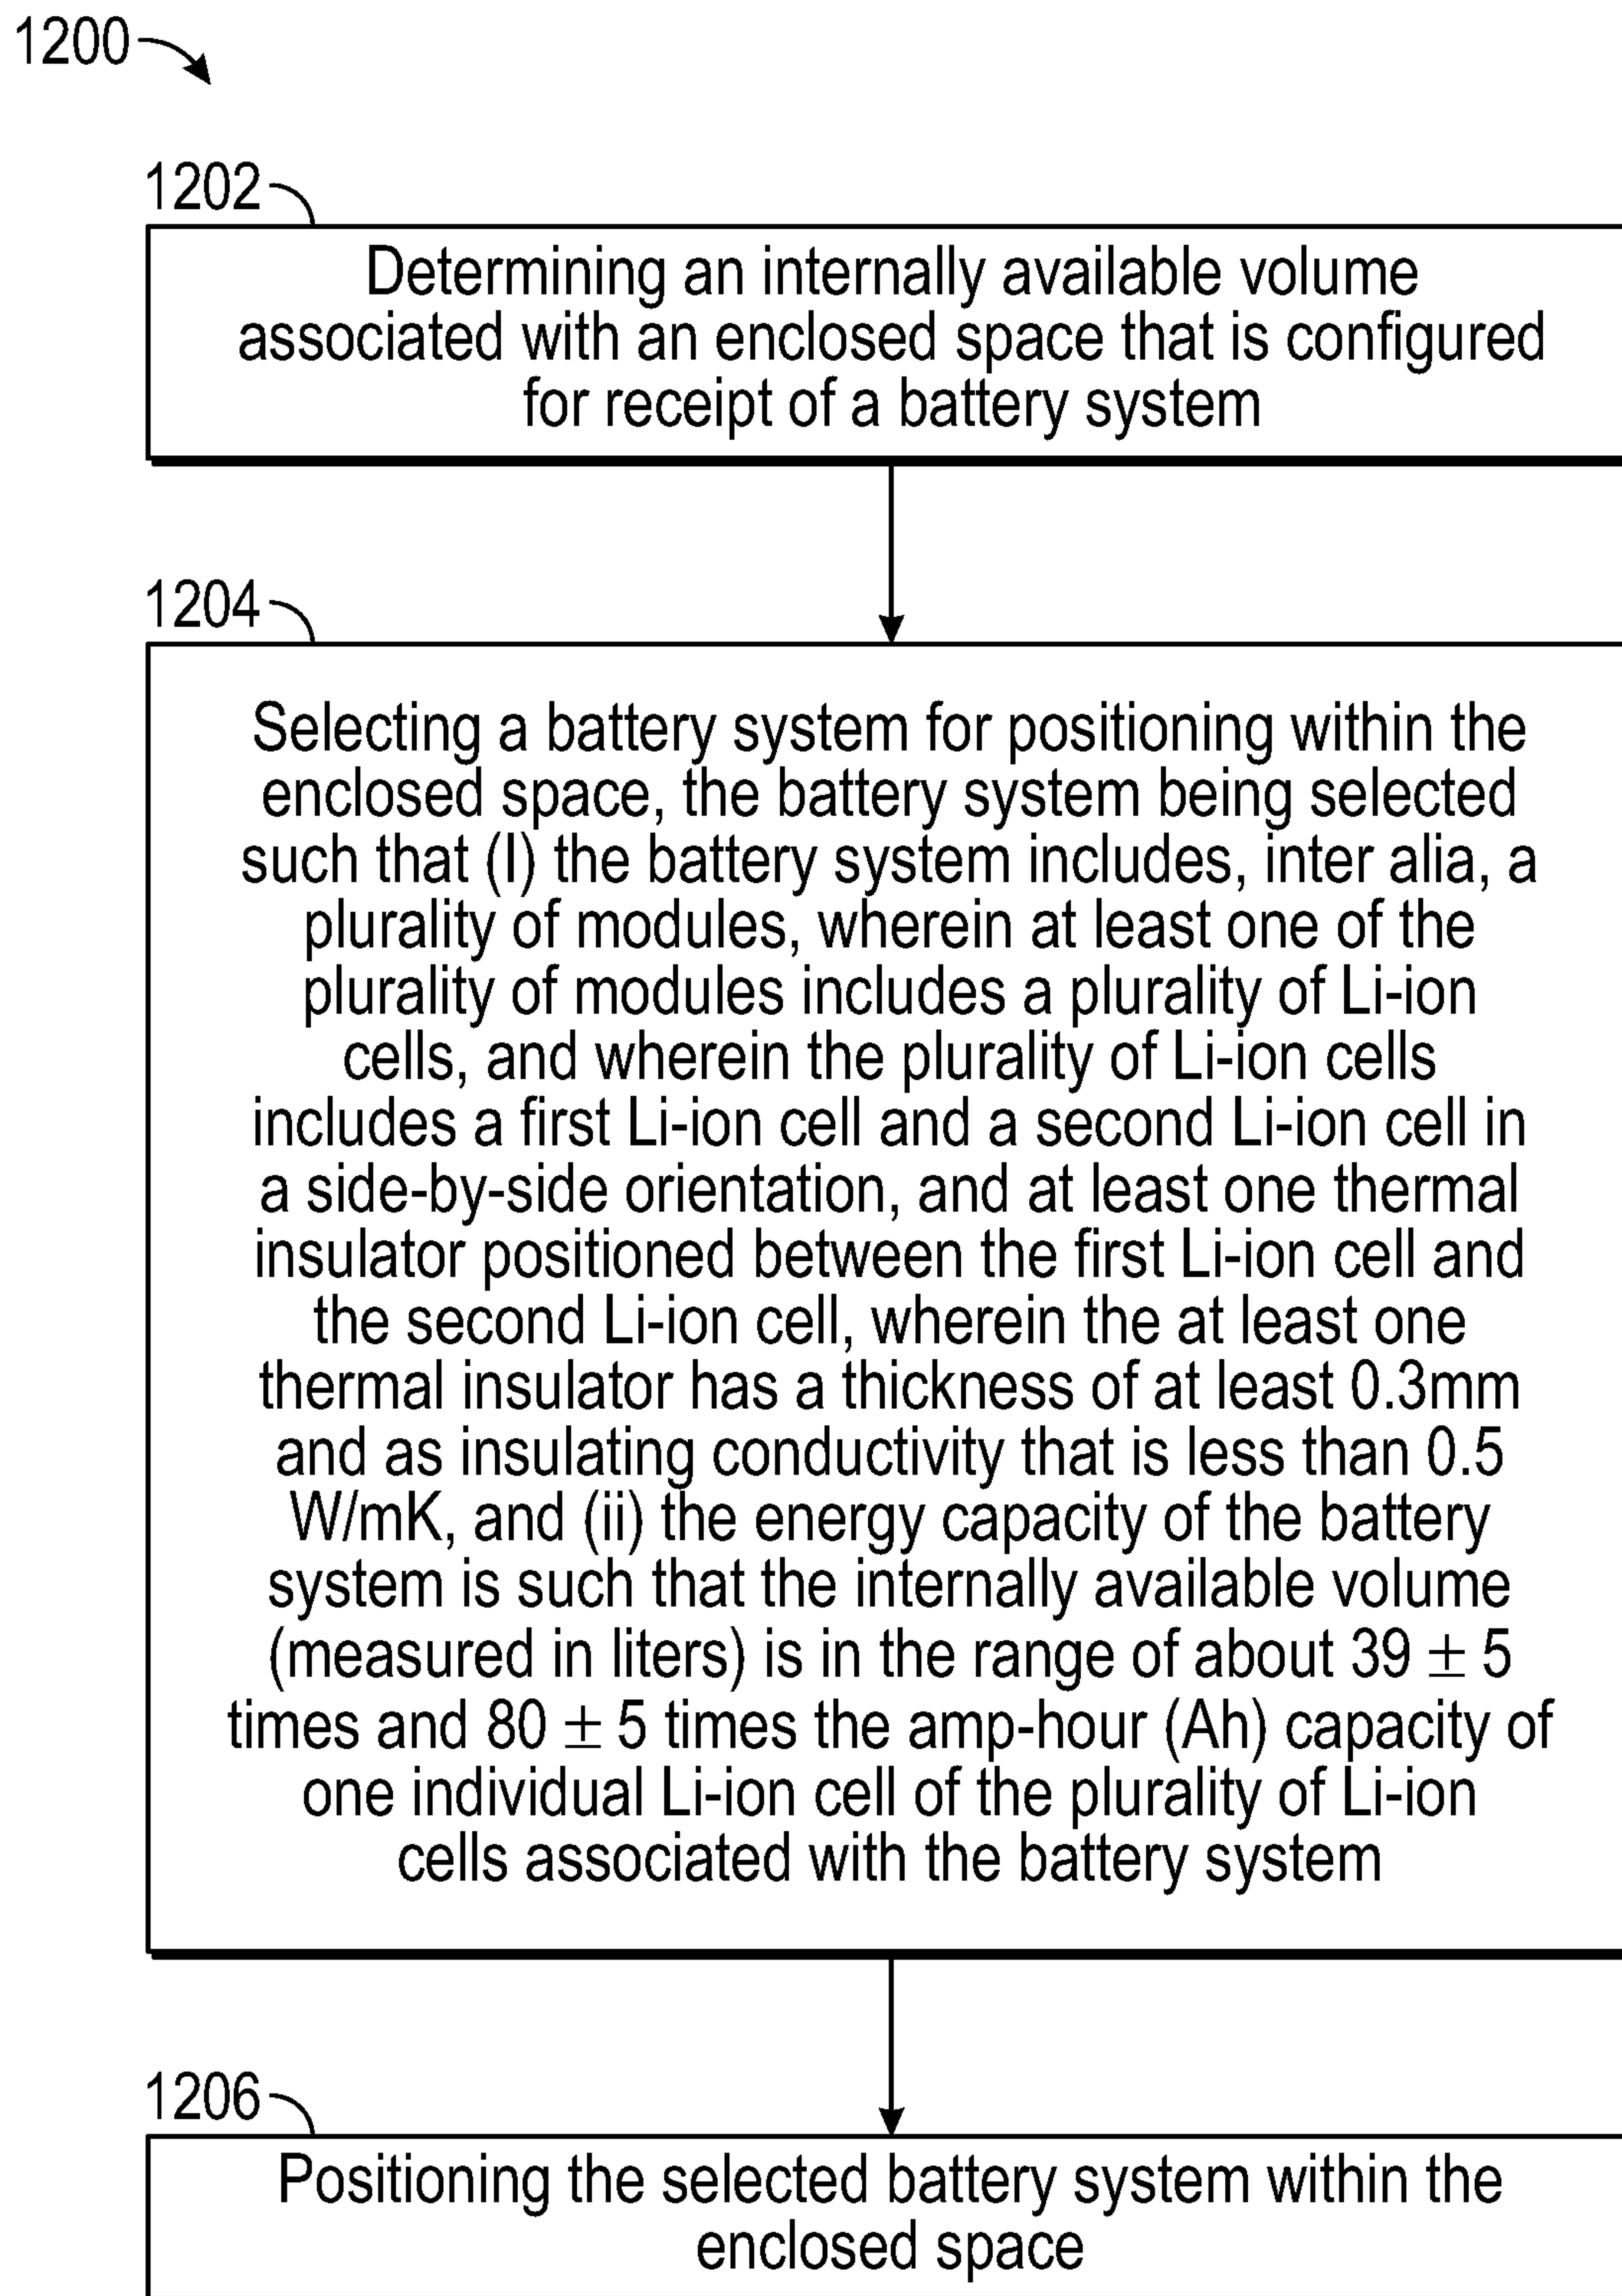 1200
1202
Determining an internally available volume
associated with an enclosed space that is configured
for receipt of a battery system
1204
Selecting a battery system for positioning within the
enclosed space, the battery system being selected
such that (I) the battery system includes, inter alia, a
plurality of modules, wherein at least one of the
plurality of modules includes a plurality of Li-ion
cells, and wherein the plurality of Li-ion cells
includes a first Li-ion cell and a second Li-ion cell in
a side-by-side orientation, and at least one thermal
insulator positioned between the first Li-ion cell and
the second Li-ion cell, wherein the at least one
thermal insulator has a thickness of at least 0.3mm
and as insulating conductivity that is less than 0.5
W/mK, and (ii) the energy capacity of the battery
system is such that the internally available volume
(measured in liters) is in the range of about 39 ± 5
times and 80 ± 5 times the amp-hour (Ah) capacity of
one individual Li-ion cell of the plurality of Li-ion
cells associated with the battery system
1206
Positioning the selected battery system within the
enclosed space